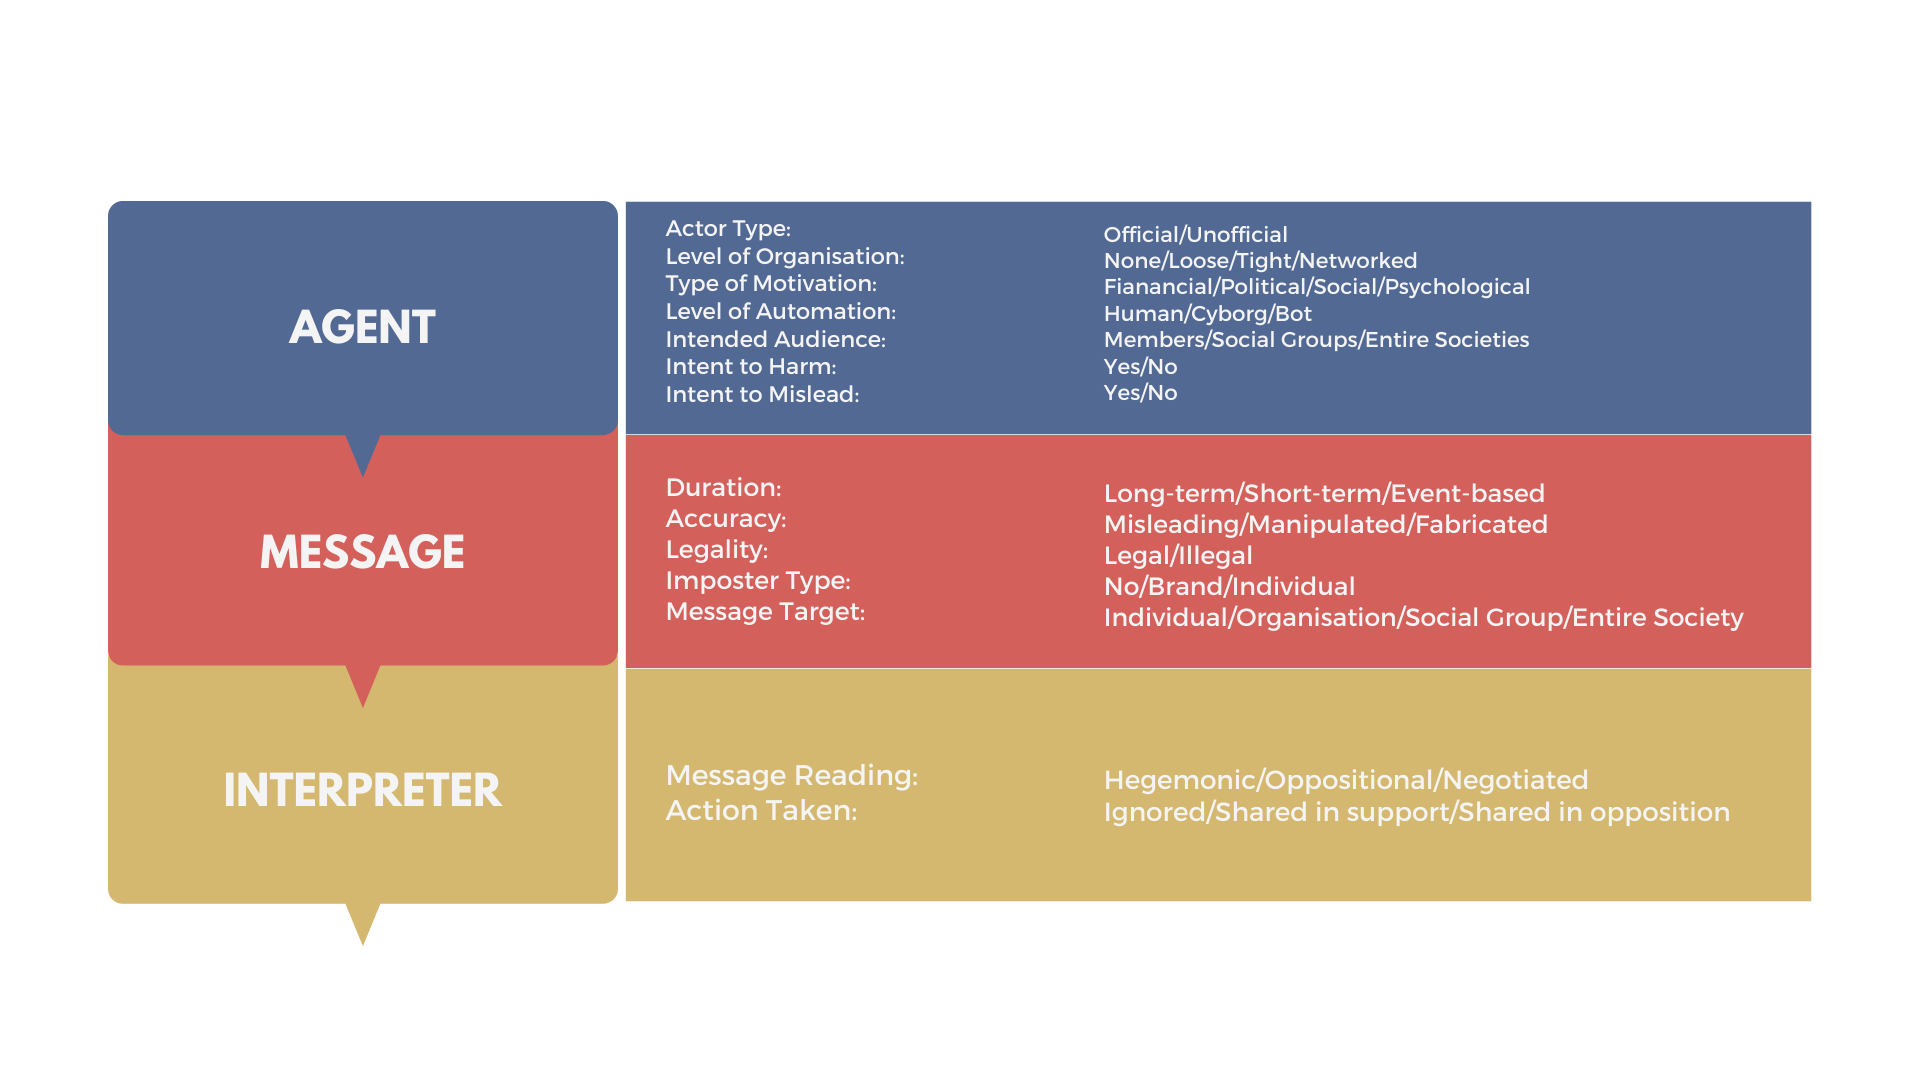 AGENT
Actor Type: Official/Unofficial
Level of Organisation: None/Loose/Tight/Networked
Type of Motivation: Fianancial/Political/Social/Psychological
Level of Automation: Human/Cyborg/Bot
Intended Audience: Members/Social Groups/Entire Societies
Intent to Harm: Yes/No
Intent to Mislead: Yes/No
MESSAGE
Duration: Long-term/Short-term/Event-based
Accuracy: Misleading/Manipulated/Fabricated
Legality: Legal/Illegal
Imposter Type: No/Brand/Individual
Message Target: Individual/Organisation/Social Group/Entire Society
INTERPRETER
Message Reading: Hegemonic/Oppositional/Negotiated
Action Taken: Ignored/Shared in support/Shared in opposition